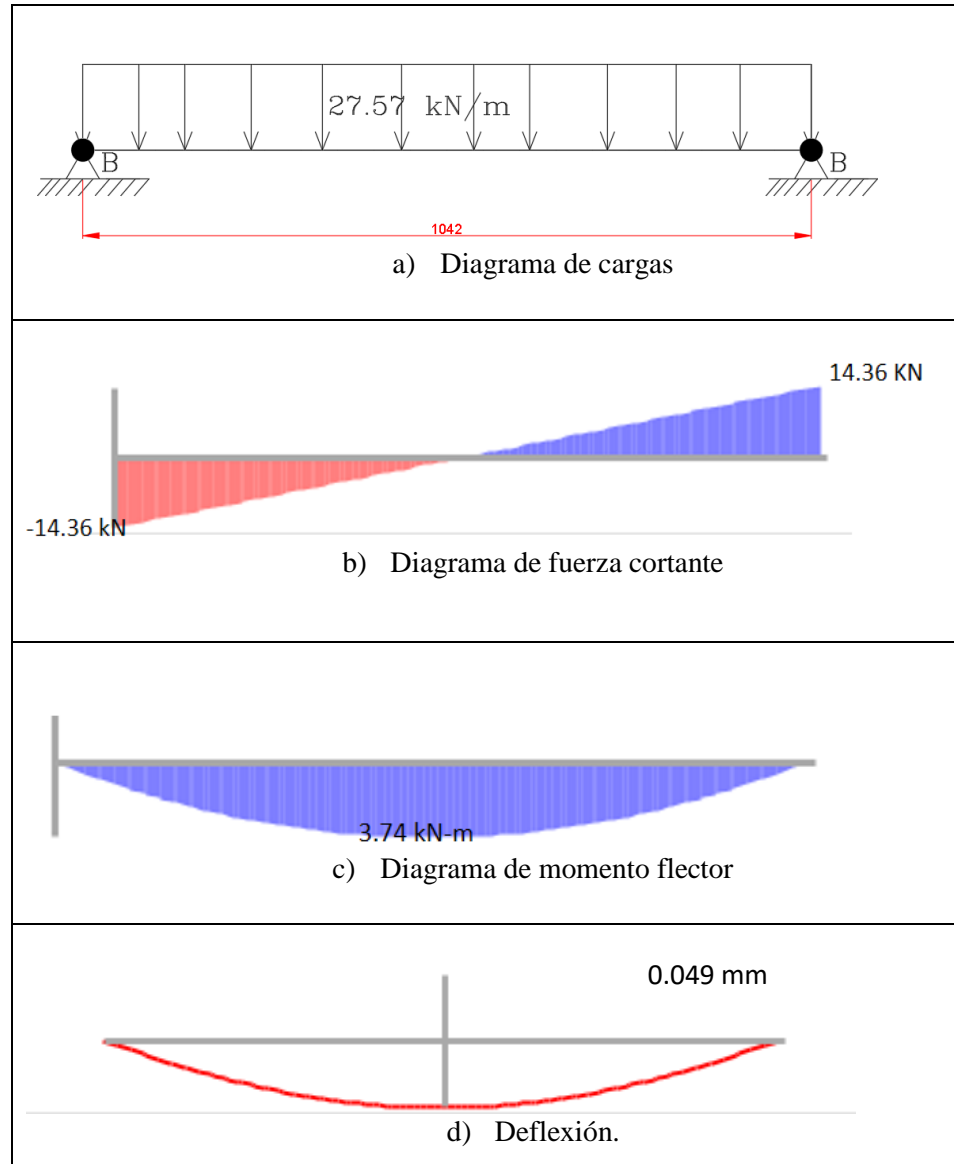 27.57 kN/m
B B
1042
a) Diagrama de cargas
14.36 KN
-14.36 kN
b) Diagrama de fuerza cortante
3.74 kN-m
c) Diagrama de momento flector
0.049 mm
d) Deflexión.